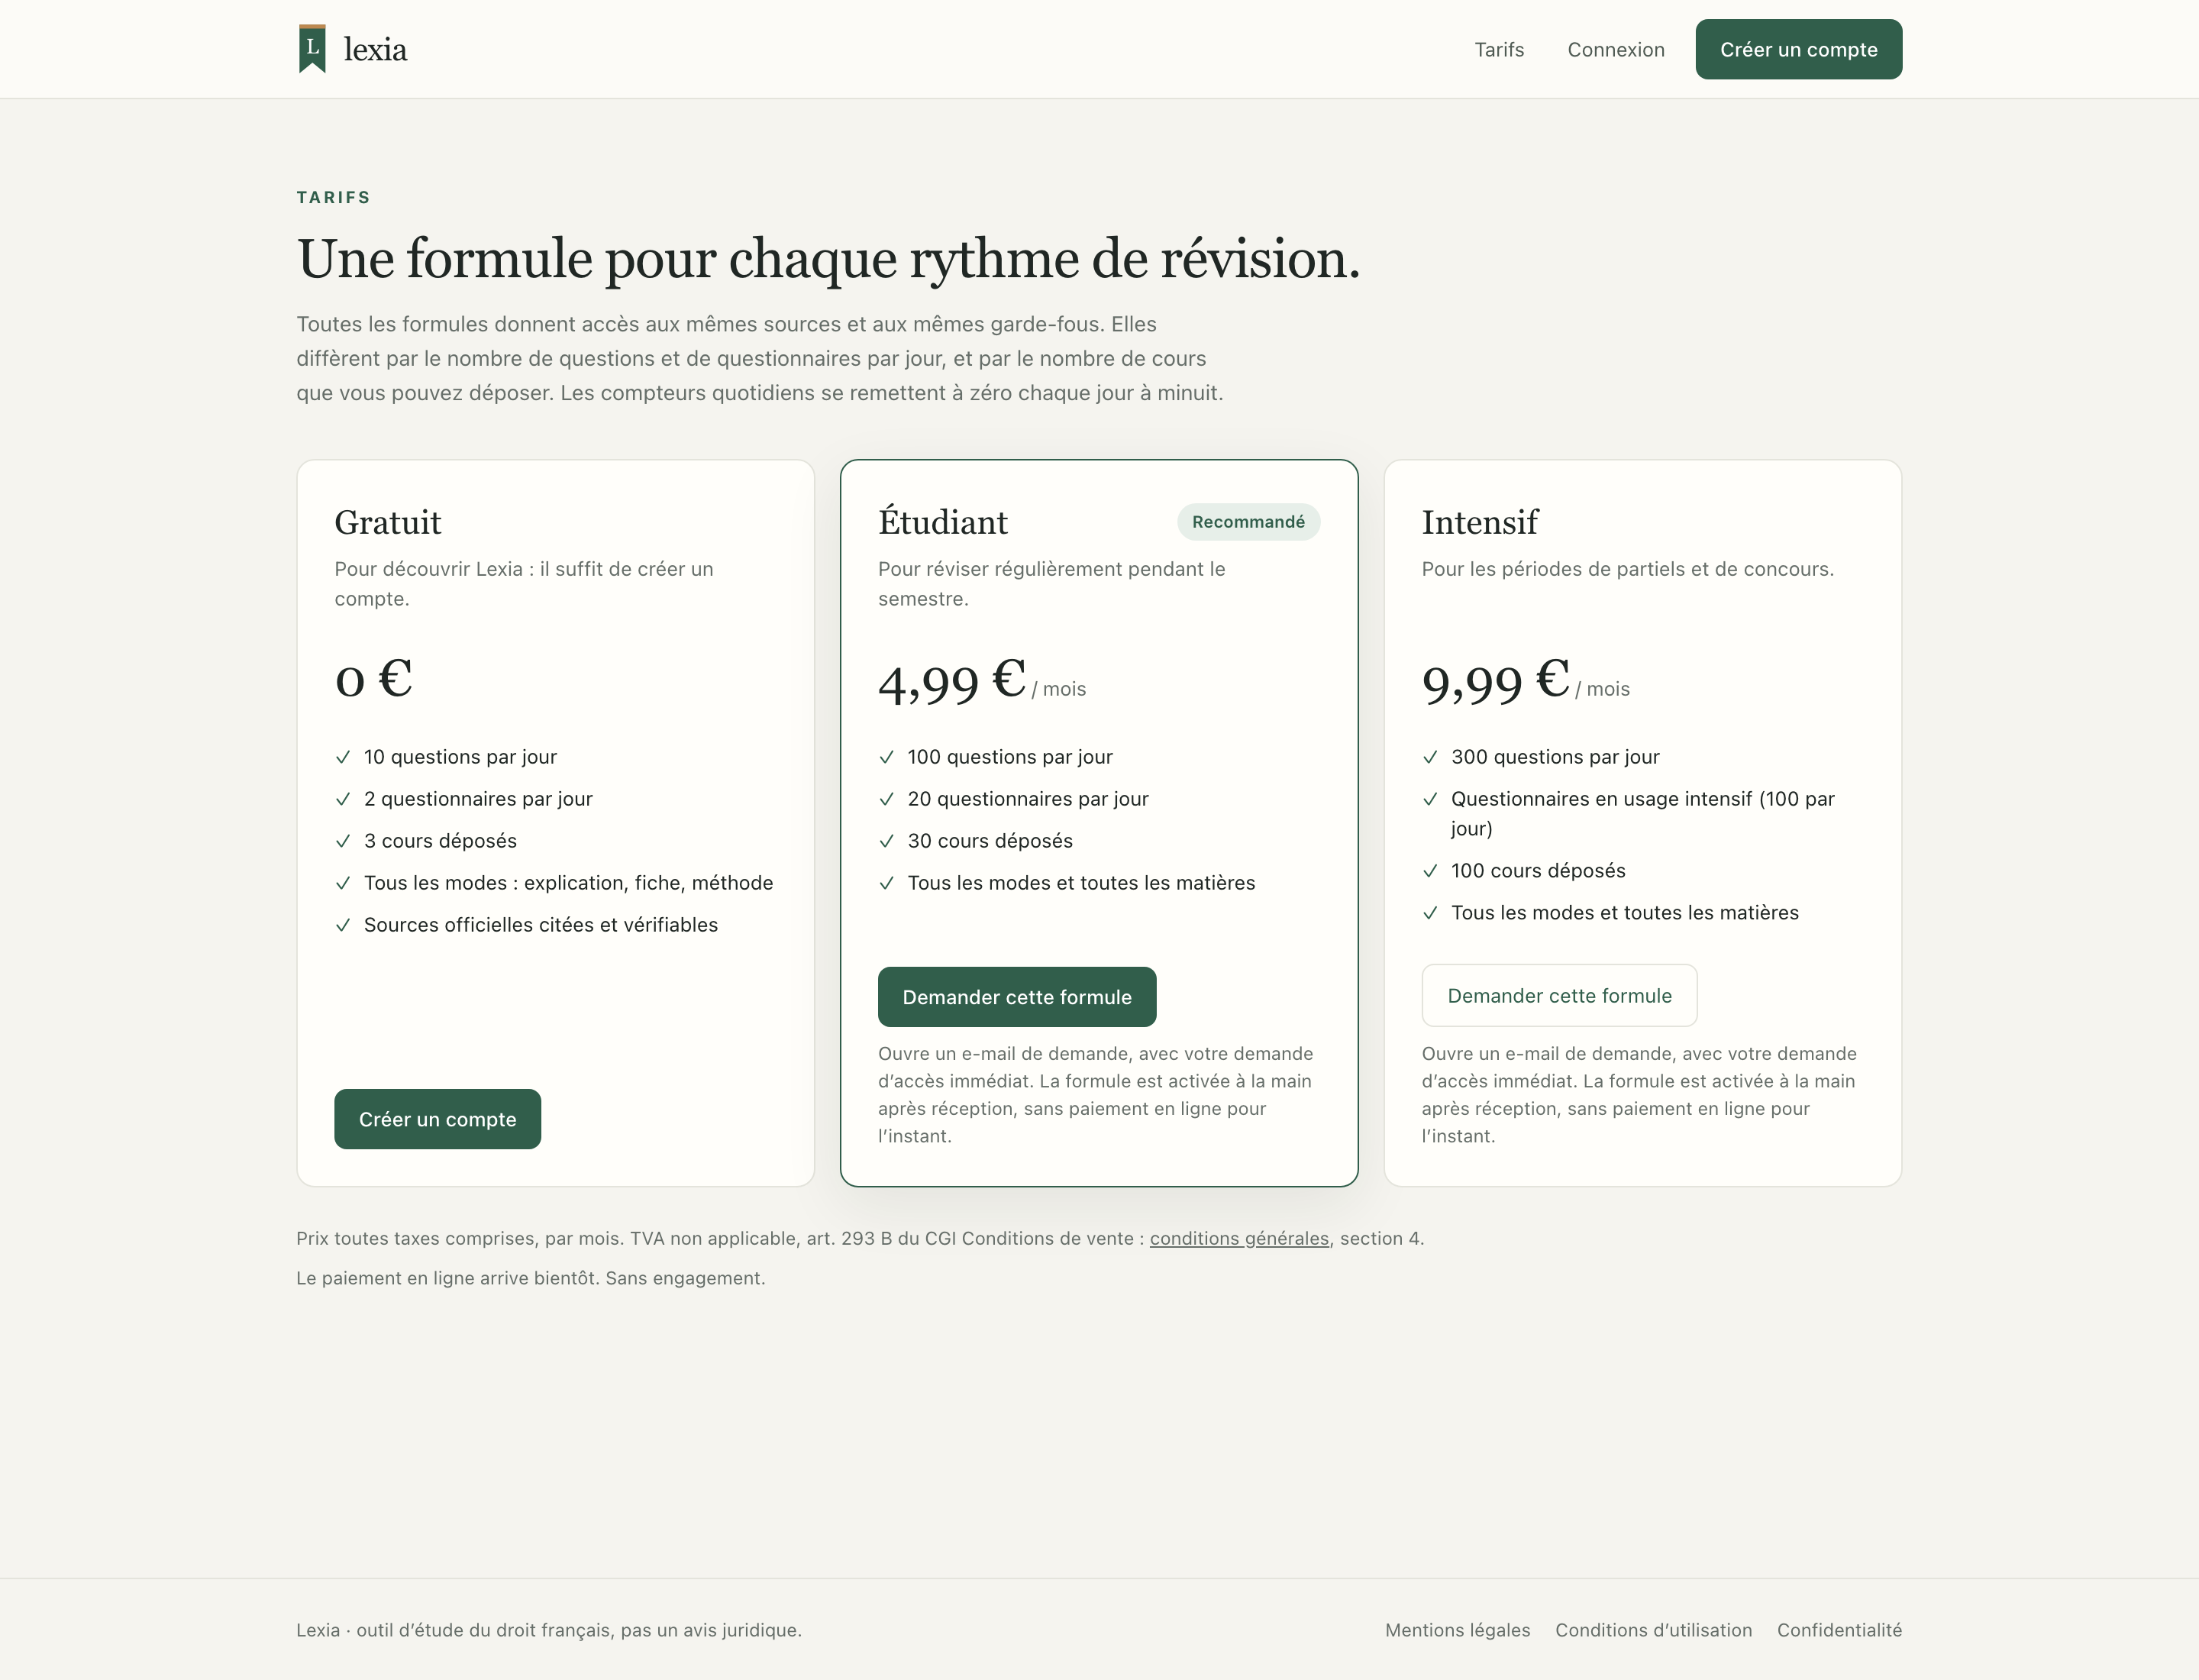 L lexia
Tarifs Connexion Créer un compte
TARIFS
Une formule pour chaque rythme de révision.
Toutes les formules donnent accès aux mêmes sources et aux mêmes garde-fous. Elles
diffèrent par le nombre de questions et de questionnaires par jour, et par le nombre de cours
que vous pouvez déposer. Les compteurs quotidiens se remettent à zéro chaque jour à minuit.
Gratuit
Pour découvrir Lexia : il suffit de créer un
compte.
0 €
10 questions par jour
2 questionnaires par jour
3 cours déposés
Tous les modes : explication, fiche, méthode
Sources officielles citées et vérifiables
Créer un compte
Étudiant
Recommandé
Pour réviser régulièrement pendant le
semestre.
4,99 € / mois
100 questions par jour
20 questionnaires par jour
30 cours déposés
Tous les modes et toutes les matières
Demander cette formule
Ouvre un e-mail de demande, avec votre demande
d’accès immédiat. La formule est activée à la main
après réception, sans paiement en ligne pour
l’instant.
Intensif
Pour les périodes de partiels et de concours.
9,99 € / mois
300 questions par jour
Questionnaires en usage intensif (100 par
jour)
100 cours déposés
Tous les modes et toutes les matières
Demander cette formule
Ouvre un e-mail de demande, avec votre demande
d’accès immédiat. La formule est activée à la main
après réception, sans paiement en ligne pour
l’instant.
Prix toutes taxes comprises, par mois. TVA non applicable, art. 293 B du CGI Conditions de vente : conditions générales, section 4.
Le paiement en ligne arrive bientôt. Sans engagement.
Lexia · outil d’étude du droit français, pas un avis juridique.
Mentions légales Conditions d’utilisation Confidentialité